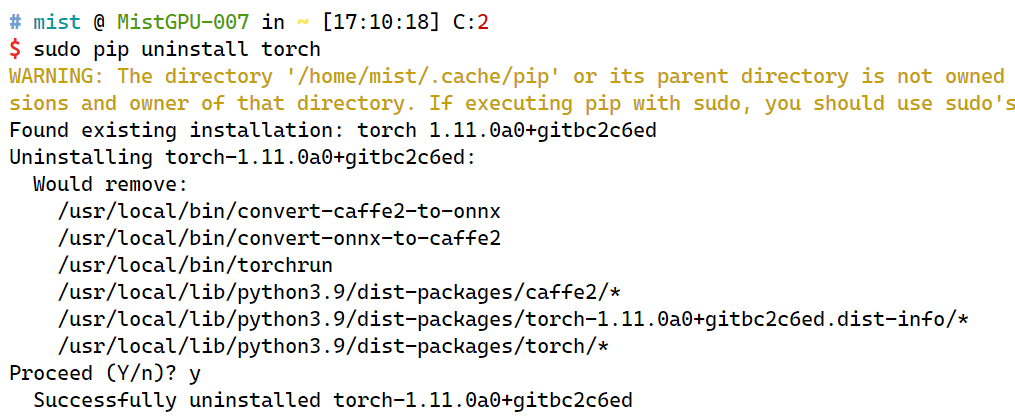 # mist @ MistGPU-007 in ~ [17:10:18] C:2
$ sudo pip uninstall torch
WARNING: The directory '/home/mist/.cache/pip' or its parent directory is not owned
sions and owner of that directory. If executing pip with sudo, you should use sudo's
Found existing installation: torch 1.11.0a0+gitbc2c6ed
Uninstalling torch-1.11.0a0+gitbc2c6ed:
  Would remove:
    /usr/local/bin/convert-caffe2-to-onnx
    /usr/local/bin/convert-onnx-to-caffe2
    /usr/local/bin/torchrun
    /usr/local/lib/python3.9/dist-packages/caffe2/*
    /usr/local/lib/python3.9/dist-packages/torch-1.11.0a0+gitbc2c6ed.dist-info/*
    /usr/local/lib/python3.9/dist-packages/torch/*
Proceed (Y/n)? y
  Successfully uninstalled torch-1.11.0a0+gitbc2c6ed